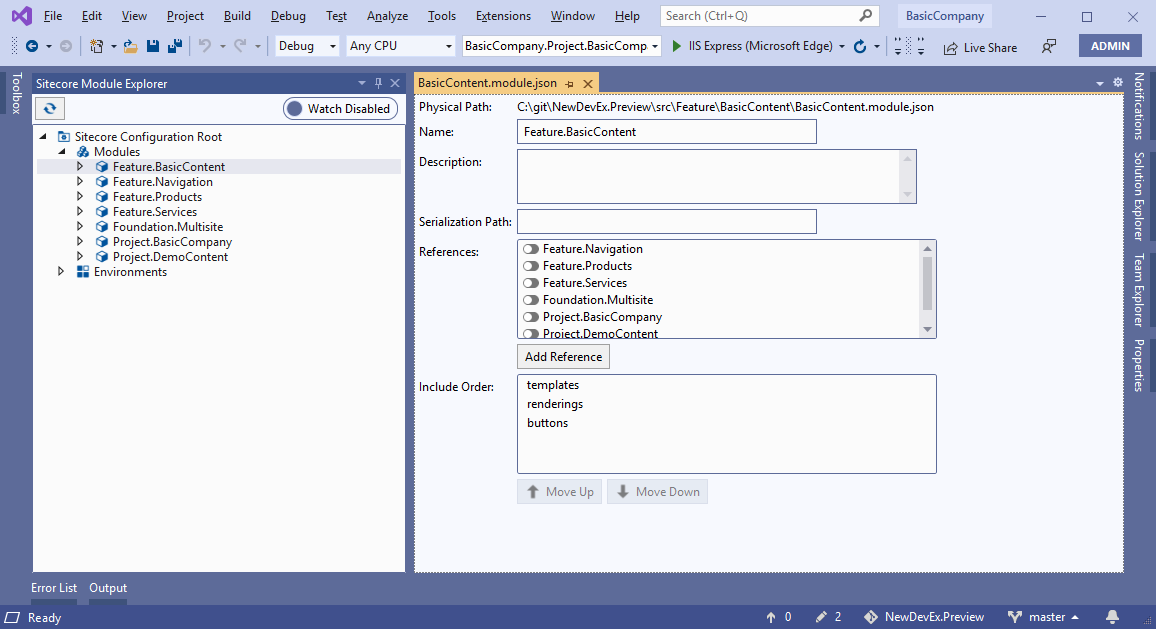 File Edit View Project Build Debug Test Analyze Tools Extensions Window Help Search (Ctrl+Q) BasicCompany
Debug Any CPU BasicCompany.Project.BasicComp IIS Express (Microsoft Edge) Live Share ADMIN
Toolbox
Sitecore Module Explorer
Watch Disabled
Sitecore Configuration Root
Modules
Feature.BasicContent
Feature.Navigation
Feature.Products
Feature.Services
Foundation.Multisite
Project.BasicCompany
Project.DemoContent
Environments
BasicContent.module.json
Physical Path: C:\git\NewDevEx.Preview\src\Feature\BasicContent\BasicContent.module.json
Name: Feature.BasicContent
Description:
Serialization Path:
References:
Feature.Navigation
Feature.Products
Feature.Services
Foundation.Multisite
Project.BasicCompany
Project.DemoContent
Add Reference
Include Order:
templates
renderings
buttons
Move Up Move Down
Notifications
Solution Explorer
Team Explorer
Properties
Error List Output
Ready 0 2 NewDevEx.Preview master